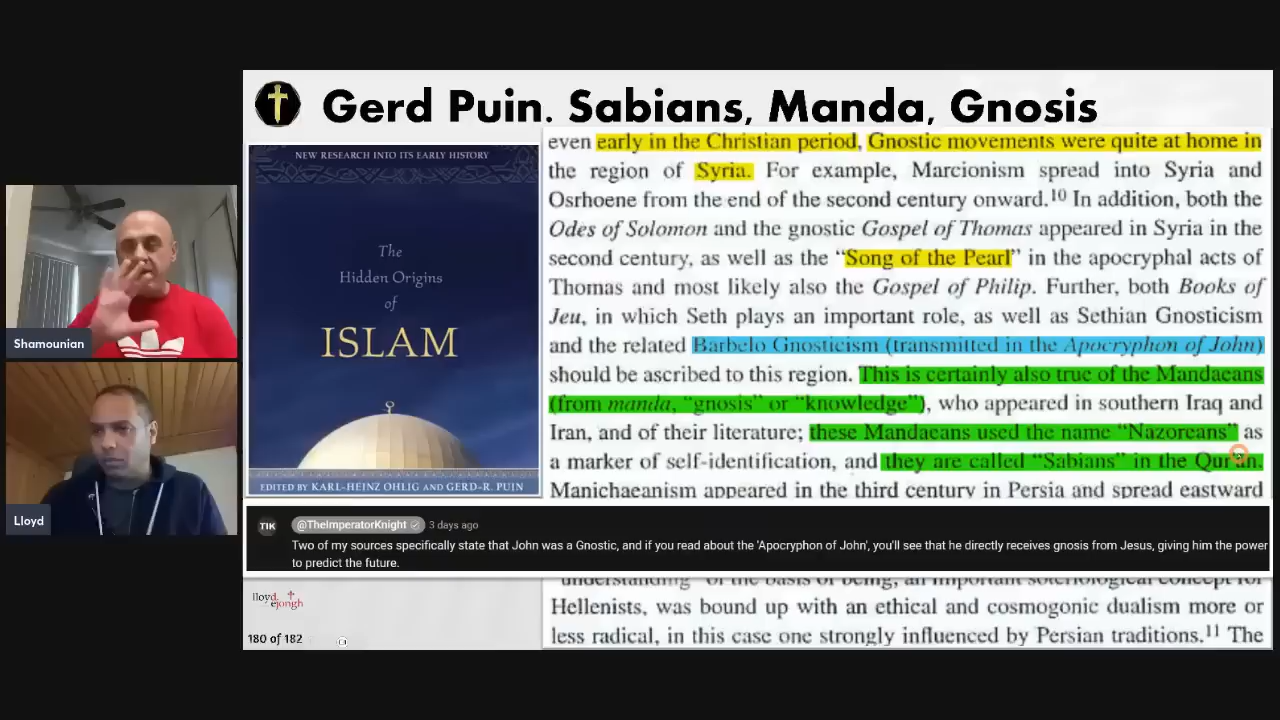 Gerd Puin. Sabians, Manda, Gnosis
NEW RESEARCH INTO ITS EARLY HISTORY
The
Hidden Origins
of
ISLAM
EDITED BY KARL-HEINZ OHLIG AND GERD-R. PUIN
even early in the Christian period, Gnostic movements were quite at home in
the region of Syria. For example, Marcionism spread into Syria and
Osrhoene from the end of the second century onward.¹⁰ In addition, both the
Odes of Solomon and the gnostic Gospel of Thomas appeared in Syria in the
second century, as well as the “Song of the Pearl” in the apocryphal acts of
Thomas and most likely also the Gospel of Philip. Further, both Books of
Jeu, in which Seth plays an important role, as well as Sethian Gnosticism
and the related Barbelo Gnosticism (transmitted in the Apocryphon of John)
should be ascribed to this region. This is certainly also true of the Mandaeans
(from manda, “gnosis” or “knowledge”), who appeared in southern Iraq and
Iran, and of their literature; these Mandaeans used the name “Nazoreans” as
a marker of self-identification, and they are called “Sabians” in the Qur'an.
Manichaeanism appeared in the third century in Persia and spread eastward
Shamounian
Lloyd
TIK @TheImperatorKnight 3 days ago
Two of my sources specifically state that John was a Gnostic, and if you read about the 'Apocryphon of John', you'll see that he directly receives gnosis from Jesus, giving him the power
to predict the future.
understanding" of the basis of being, an important soteriological concept for
Hellenists, was bound up with an ethical and cosmogonic dualism more or
less radical, in this case one strongly influenced by Persian traditions.¹¹ The
lloyd
ejongh
180 of 182